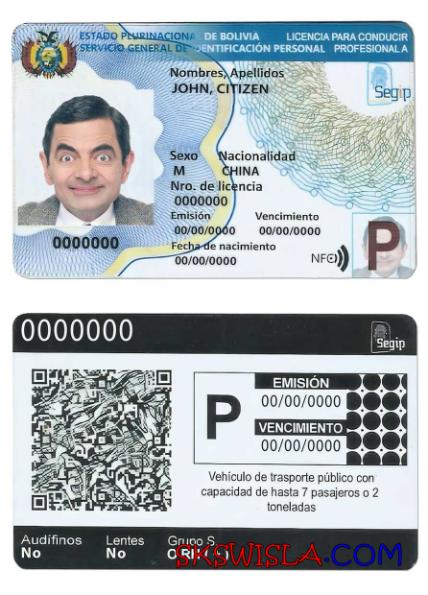 ESTADO PLURINACIONAL DE BOLIVIA LICENCIA PARA CONDUCIR
SERVICIO GENERAL DE IDENTIFICACIÓN PERSONAL PROFESIONAL A
Nombres, Apellidos
JOHN, CITIZEN
Segip
Sexo Nacionalidad
M CHINA
Nro. de licencia
0000000
Emisión Vencimiento
00/00/0000 00/00/0000
0000000
Fecha de nacimiento
00/00/0000
NFC
P
0000000
Segip
EMISIÓN
P
00/00/0000
VENCIMIENTO
00/00/0000
Vehículo de trasporte público con
capacidad de hasta 7 pasajeros o 2
toneladas
Audífinos Lentes Grupo S
No No
SKSWISLA.COM